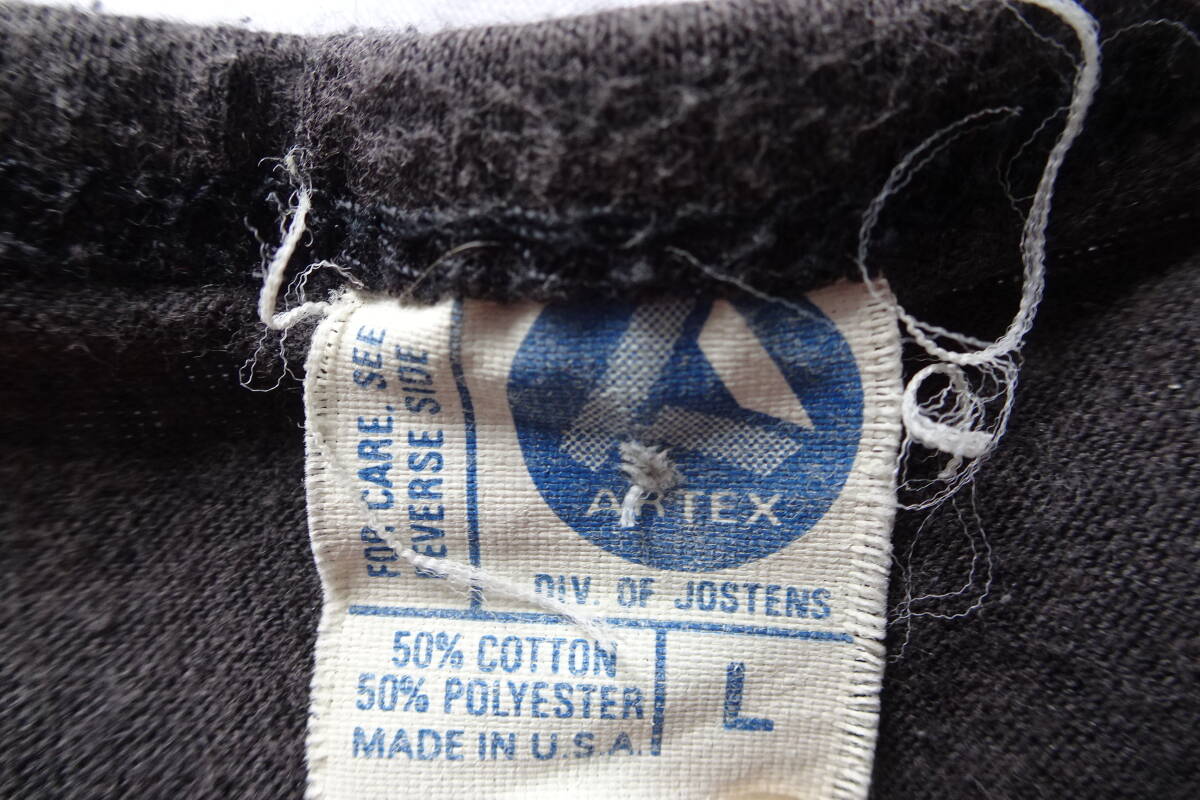 FOR CARE. SEE
REVERSE SIDE
ARTEX
DIV. OF JOSTENS
50% COTTON
50% POLYESTER
MADE IN U.S.A.
L